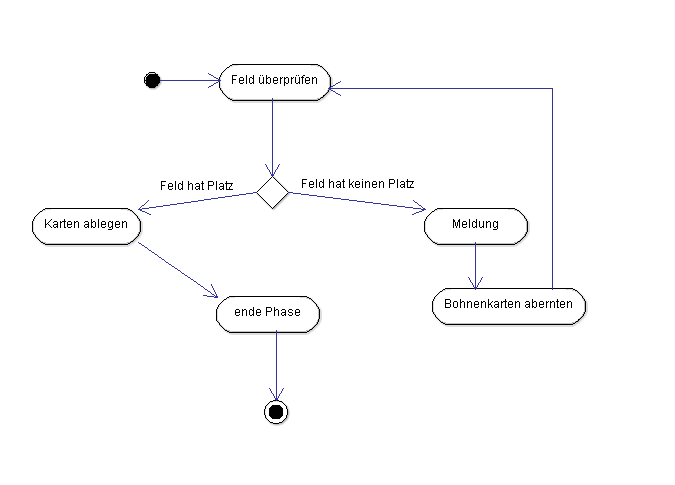 Feld überprüfen
Feld hat Platz
Feld hat keinen Platz
Karten ablegen
Meldung
Bohnenkarten abernten
ende Phase